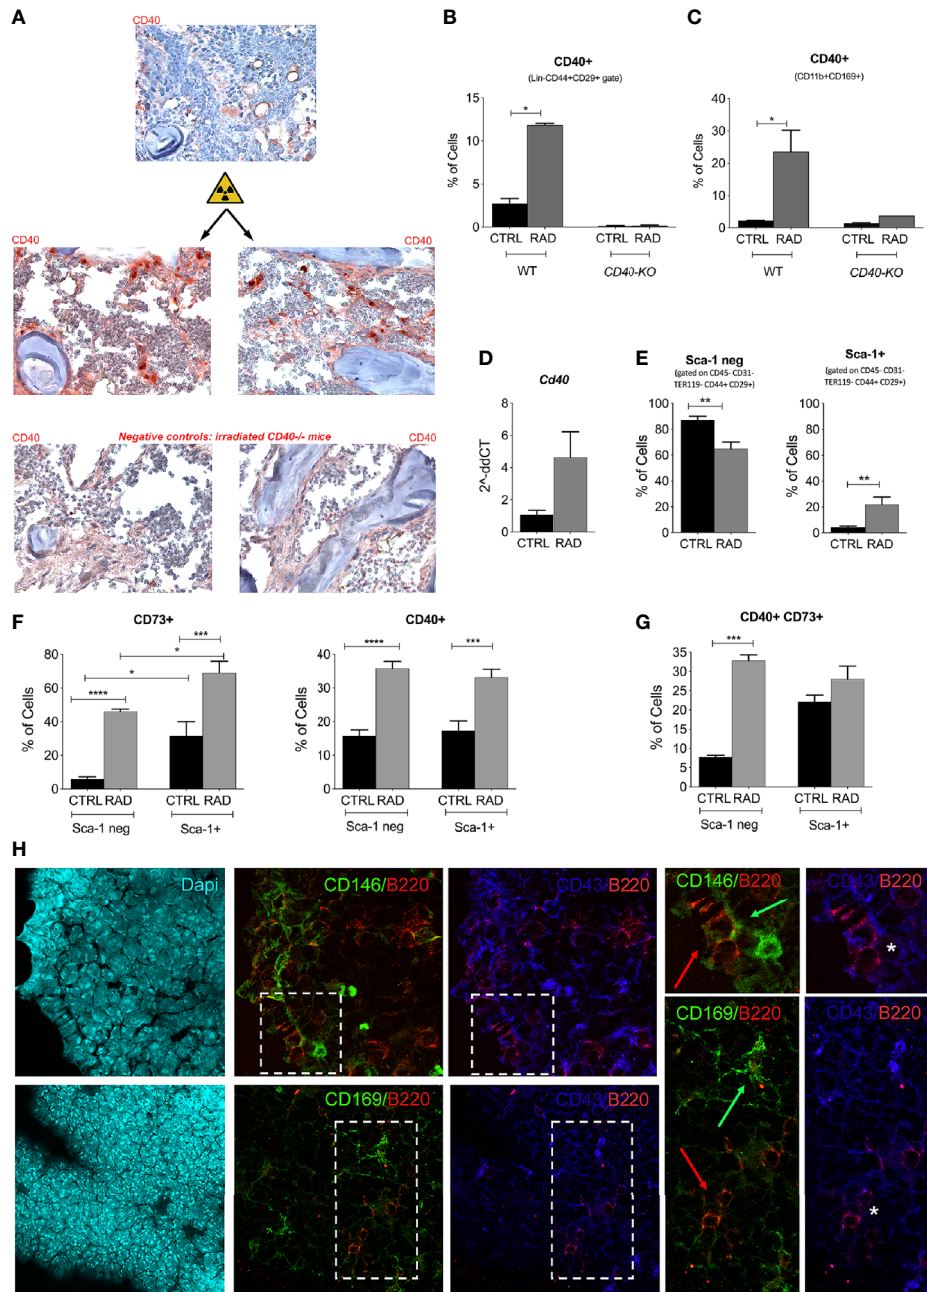 A
CD40
CD40
CD40
CD40
Negative controls: irradiated CD40-/- mice
CD40
B
CD40+
(Lin-CD44+CD29+ gate)
% of Cells
15
10
5
0
*
CTRL RAD
CTRL RAD
WT
CD40-KO
C
CD40+
(CD11b+CD169+)
% of Cells
40
30
20
10
0
*
CTRL RAD
CTRL RAD
WT
CD40-KO
D
Cd40
2^-ddCT
8
6
4
2
0
CTRL RAD
E
Sca-1 neg
(gated on CD45- CD31-
TER119- CD44+ CD29+)
% of Cells
100
80
60
40
20
0
**
CTRL RAD
Sca-1+
(gated on CD45- CD31-
TER119- CD44+ CD29+)
% of Cells
100
80
60
40
20
0
**
CTRL RAD
F
CD73+
% of Cells
80
60
40
20
0
***
*
*
****
CTRL RAD
CTRL RAD
Sca-1 neg
Sca-1+
CD40+
% of Cells
40
30
20
10
0
****
***
CTRL RAD
CTRL RAD
Sca-1 neg
Sca-1+
G
CD40+ CD73+
% of Cells
35
30
25
20
15
10
5
0
***
CTRL RAD
CTRL RAD
Sca-1 neg
Sca-1+
H
Dapi
CD146/B220
CD43/B220
CD146/B220
CD43/B220
*
CD169/B220
CD43/B220
CD169/B220
CD43/B220
*